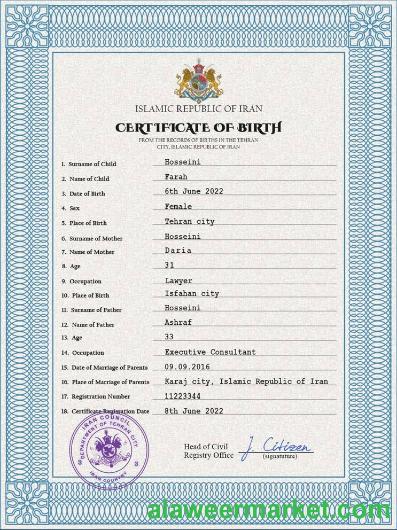 ISLAMIC REPUBLIC OF IRAN
CERTIFICATE OF BIRTH
FROM THE RECORDS OF BIRTHS IN THE TEHRAN
CITY, ISLAMIC REPUBLIC OF IRAN
1. Surname of Child Hosseini
2. Name of Child Farah
3. Date of Birth 6th June 2022
4. Sex Female
5. Place of Birth Tehran city
6. Surname of Mother Hosseini
7. Name of Mother Daria
8. Age 31
9. Occupation Lawyer
10. Place of Birth Isfahan city
11. Surname of Father Hosseini
12. Name of Father Ashraf
13. Age 33
14. Occupation Executive Consultant
15. Date of Marriage of Parents 09.09.2016
16. Place of Marriage of Parents Karaj city, Islamic Republic of Iran
17. Registration Number 11223344
18. Certificate Registration Date 8th June 2022
IRAN COUNCIL
DEPARTMENT OF TEHRAN CITY
IRAN COUNCIL
Head of Civil
Registry Office
J. Citizen
(signature)
alaweermarket.com